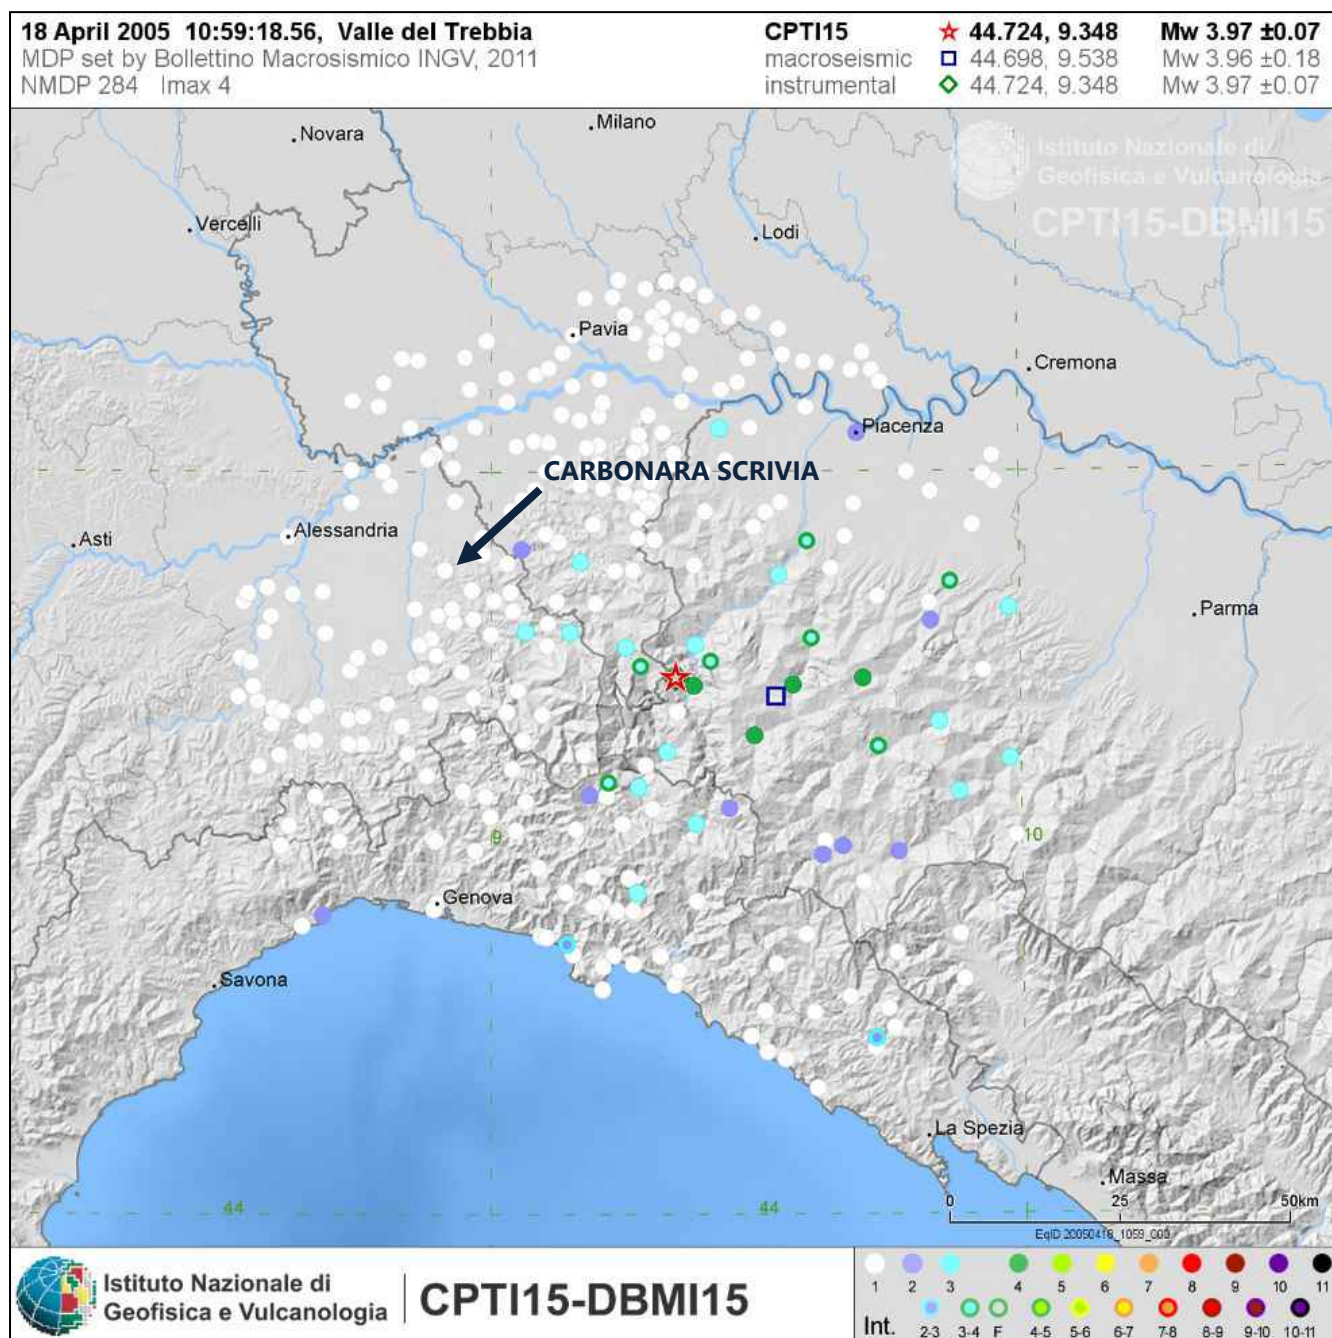 18 April 2005 10:59:18.56, Valle del Trebbia
MDP set by Bollettino Macrosismico INGV, 2011
NMDP 284 Imax 4
CPTI15 44.724, 9.348 Mw 3.97 ±0.07
macroseismic 44.698, 9.538 Mw 3.96 ±0.18
instrumental 44.724, 9.348 Mw 3.97 ±0.07
Milano
Novara
Istituto Nazionale di
Geofisica e Vulcanologia
CPTI15-DBMI15
Vercelli
Lodi
Pavia
Cremona
Piacenza
CARBONARA SCRIVIA
Alessandria
Asti
Parma
9
10
Genova
Savona
La Spezia
Massa
44
44
0 25 50km
EqID 20050418_1059_000
Istituto Nazionale di
Geofisica e Vulcanologia
CPTI15-DBMI15
1 2 3 4 5 6 7 8 9 10 11
Int. 2-3 3-4 F 4-5 5-6 6-7 7-8 8-9 9-10 10-11